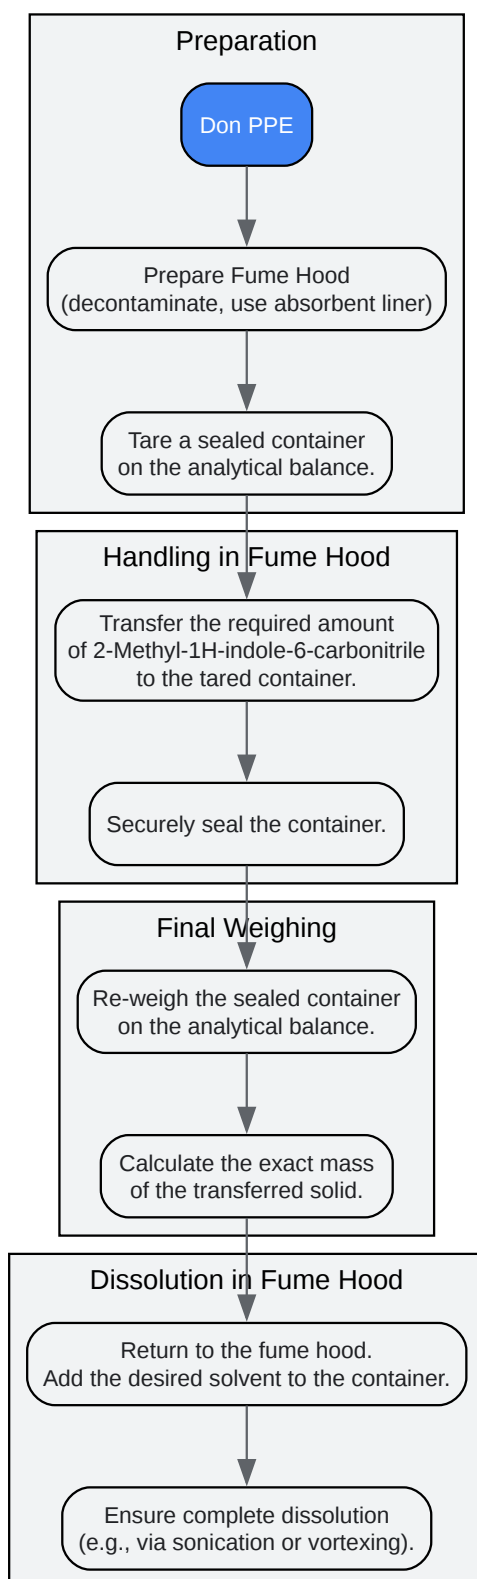 Preparation
Don PPE
Prepare Fume Hood
(decontaminate, use absorbent liner)
Tare a sealed container
on the analytical balance.
Handling in Fume Hood
Transfer the required amount
of 2-Methyl-1H-indole-6-carbonitrile
to the tared container.
Securely seal the container.
Final Weighing
Re-weigh the sealed container
on the analytical balance.
Calculate the exact mass
of the transferred solid.
Dissolution in Fume Hood
Return to the fume hood.
Add the desired solvent to the container.
Ensure complete dissolution
(e.g., via sonication or vortexing).